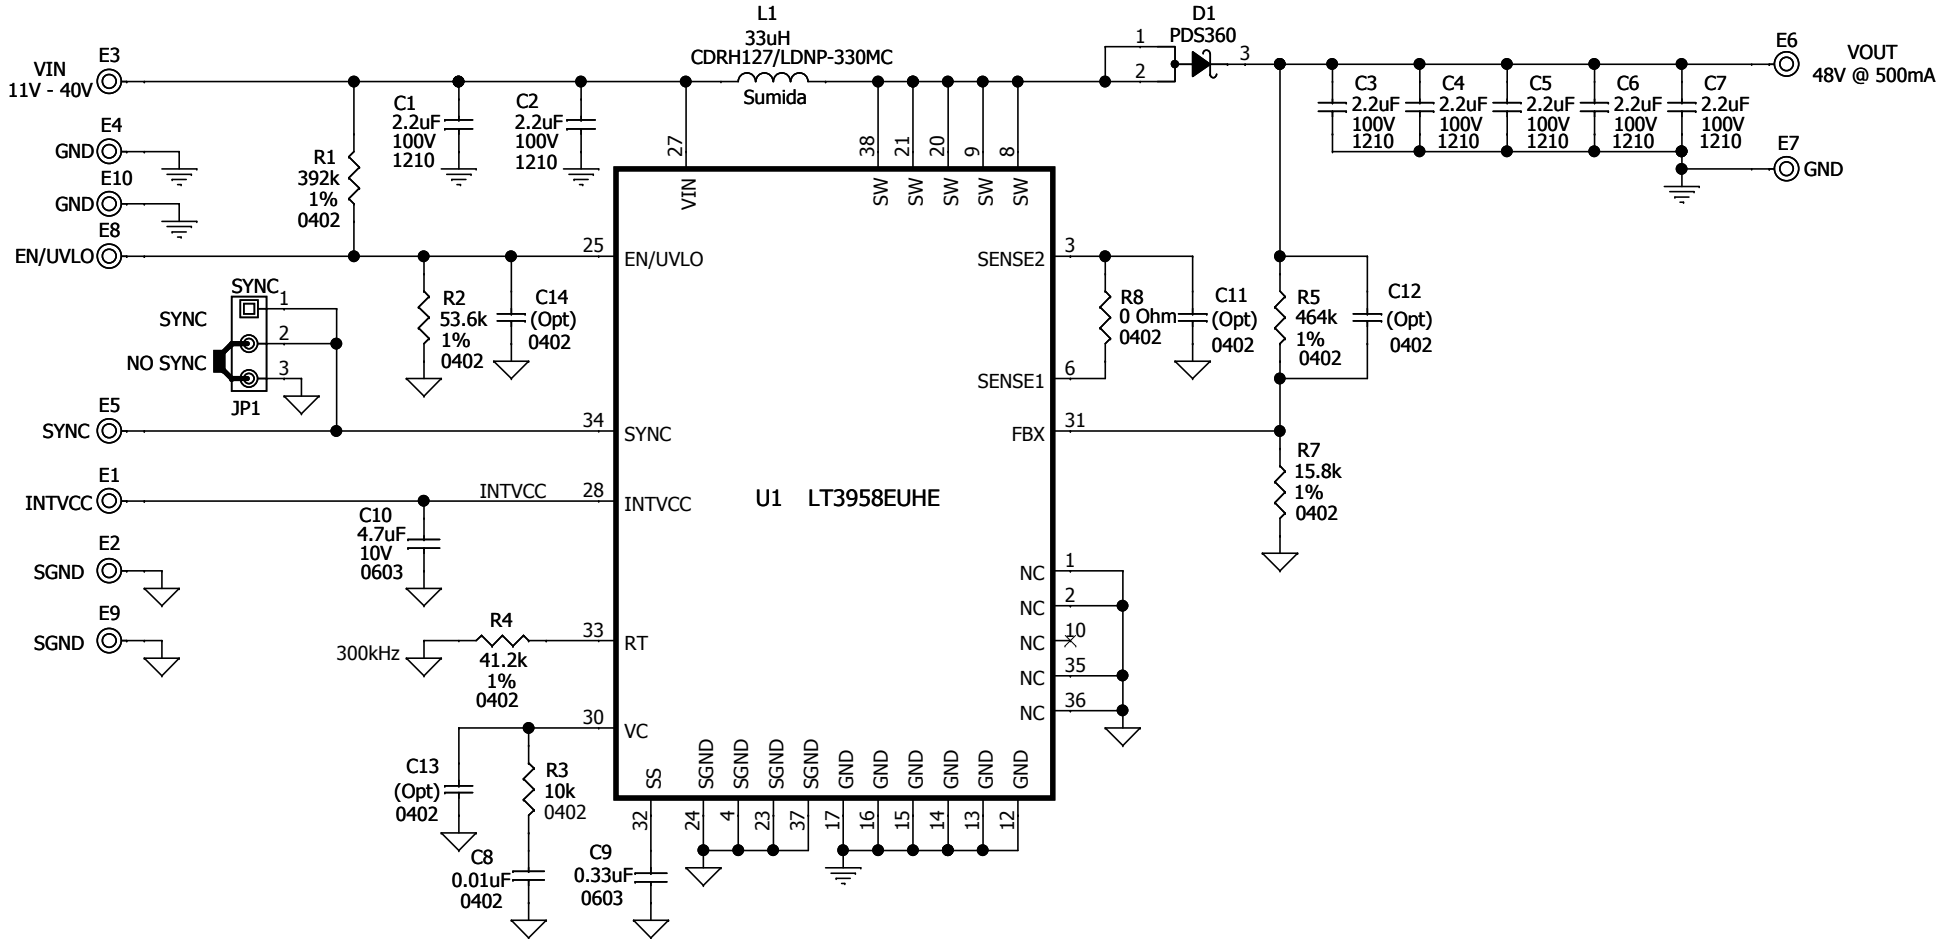 L1
33uH
CDRH127/LDNP-330MC
Sumida
D1
PDS360
1
2
3
E3
VIN
11V - 40V
E4
GND
E10
GND
E8
EN/UVLO
R1
392k
1%
0402
C1
2.2uF
100V
1210
C2
2.2uF
100V
1210
C3
2.2uF
100V
1210
C4
2.2uF
100V
1210
C5
2.2uF
100V
1210
C6
2.2uF
100V
1210
C7
2.2uF
100V
1210
E6
VOUT
48V @ 500mA
E7
GND
27
38
21
20
9
8
VIN
SW
SW
SW
SW
SW
25
EN/UVLO
SENSE2
3
R2
53.6k
1%
0402
C14
(Opt)
0402
R8
0 Ohm
0402
C11
(Opt)
0402
R5
464k
1%
0402
C12
(Opt)
0402
SYNC
1
SYNC
2
NO SYNC
3
JP1
SENSE1
6
E5
SYNC
34
SYNC
FBX
31
R7
15.8k
1%
0402
E1
INTVCC
INTVCC
28
INTVCC
U1 LT3958EUHE
C10
4.7uF
10V
0603
E2
SGND
E9
SGND
NC
1
NC
2
NC
10
NC
35
NC
36
R4
300kHz
41.2k
1%
0402
33
RT
30
VC
C13
(Opt)
0402
R3
10k
0402
C8
0.01uF
0402
C9
0.33uF
0603
SS
SGND
SGND
SGND
SGND
GND
GND
GND
GND
GND
GND
32
24
4
23
37
17
16
15
14
13
12